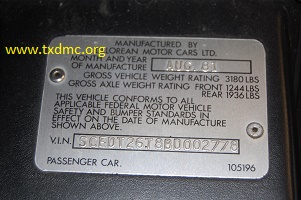 www.txdmc.org
MANUFACTURED BY
LOREAN MOTOR CARS LTD.
MONTH AND YEAR
OF MANUFACTURE AUG. 81
GROSS VEHICLE WEIGHT RATING 3180 LBS
GROSS AXLE WEIGHT RATING FRONT 1244 LBS
REAR 1936 LBS
THIS VEHICLE CONFORMS TO ALL
APPLICABLE FEDERAL MOTOR VEHICLE
SAFETY AND BUMPER STANDARDS IN
EFFECT ON THE DATE OF MANUFACTURE
SHOWN ABOVE.
V.I.N. SCEDT26T8BD002778
PASSENGER CAR. 105196